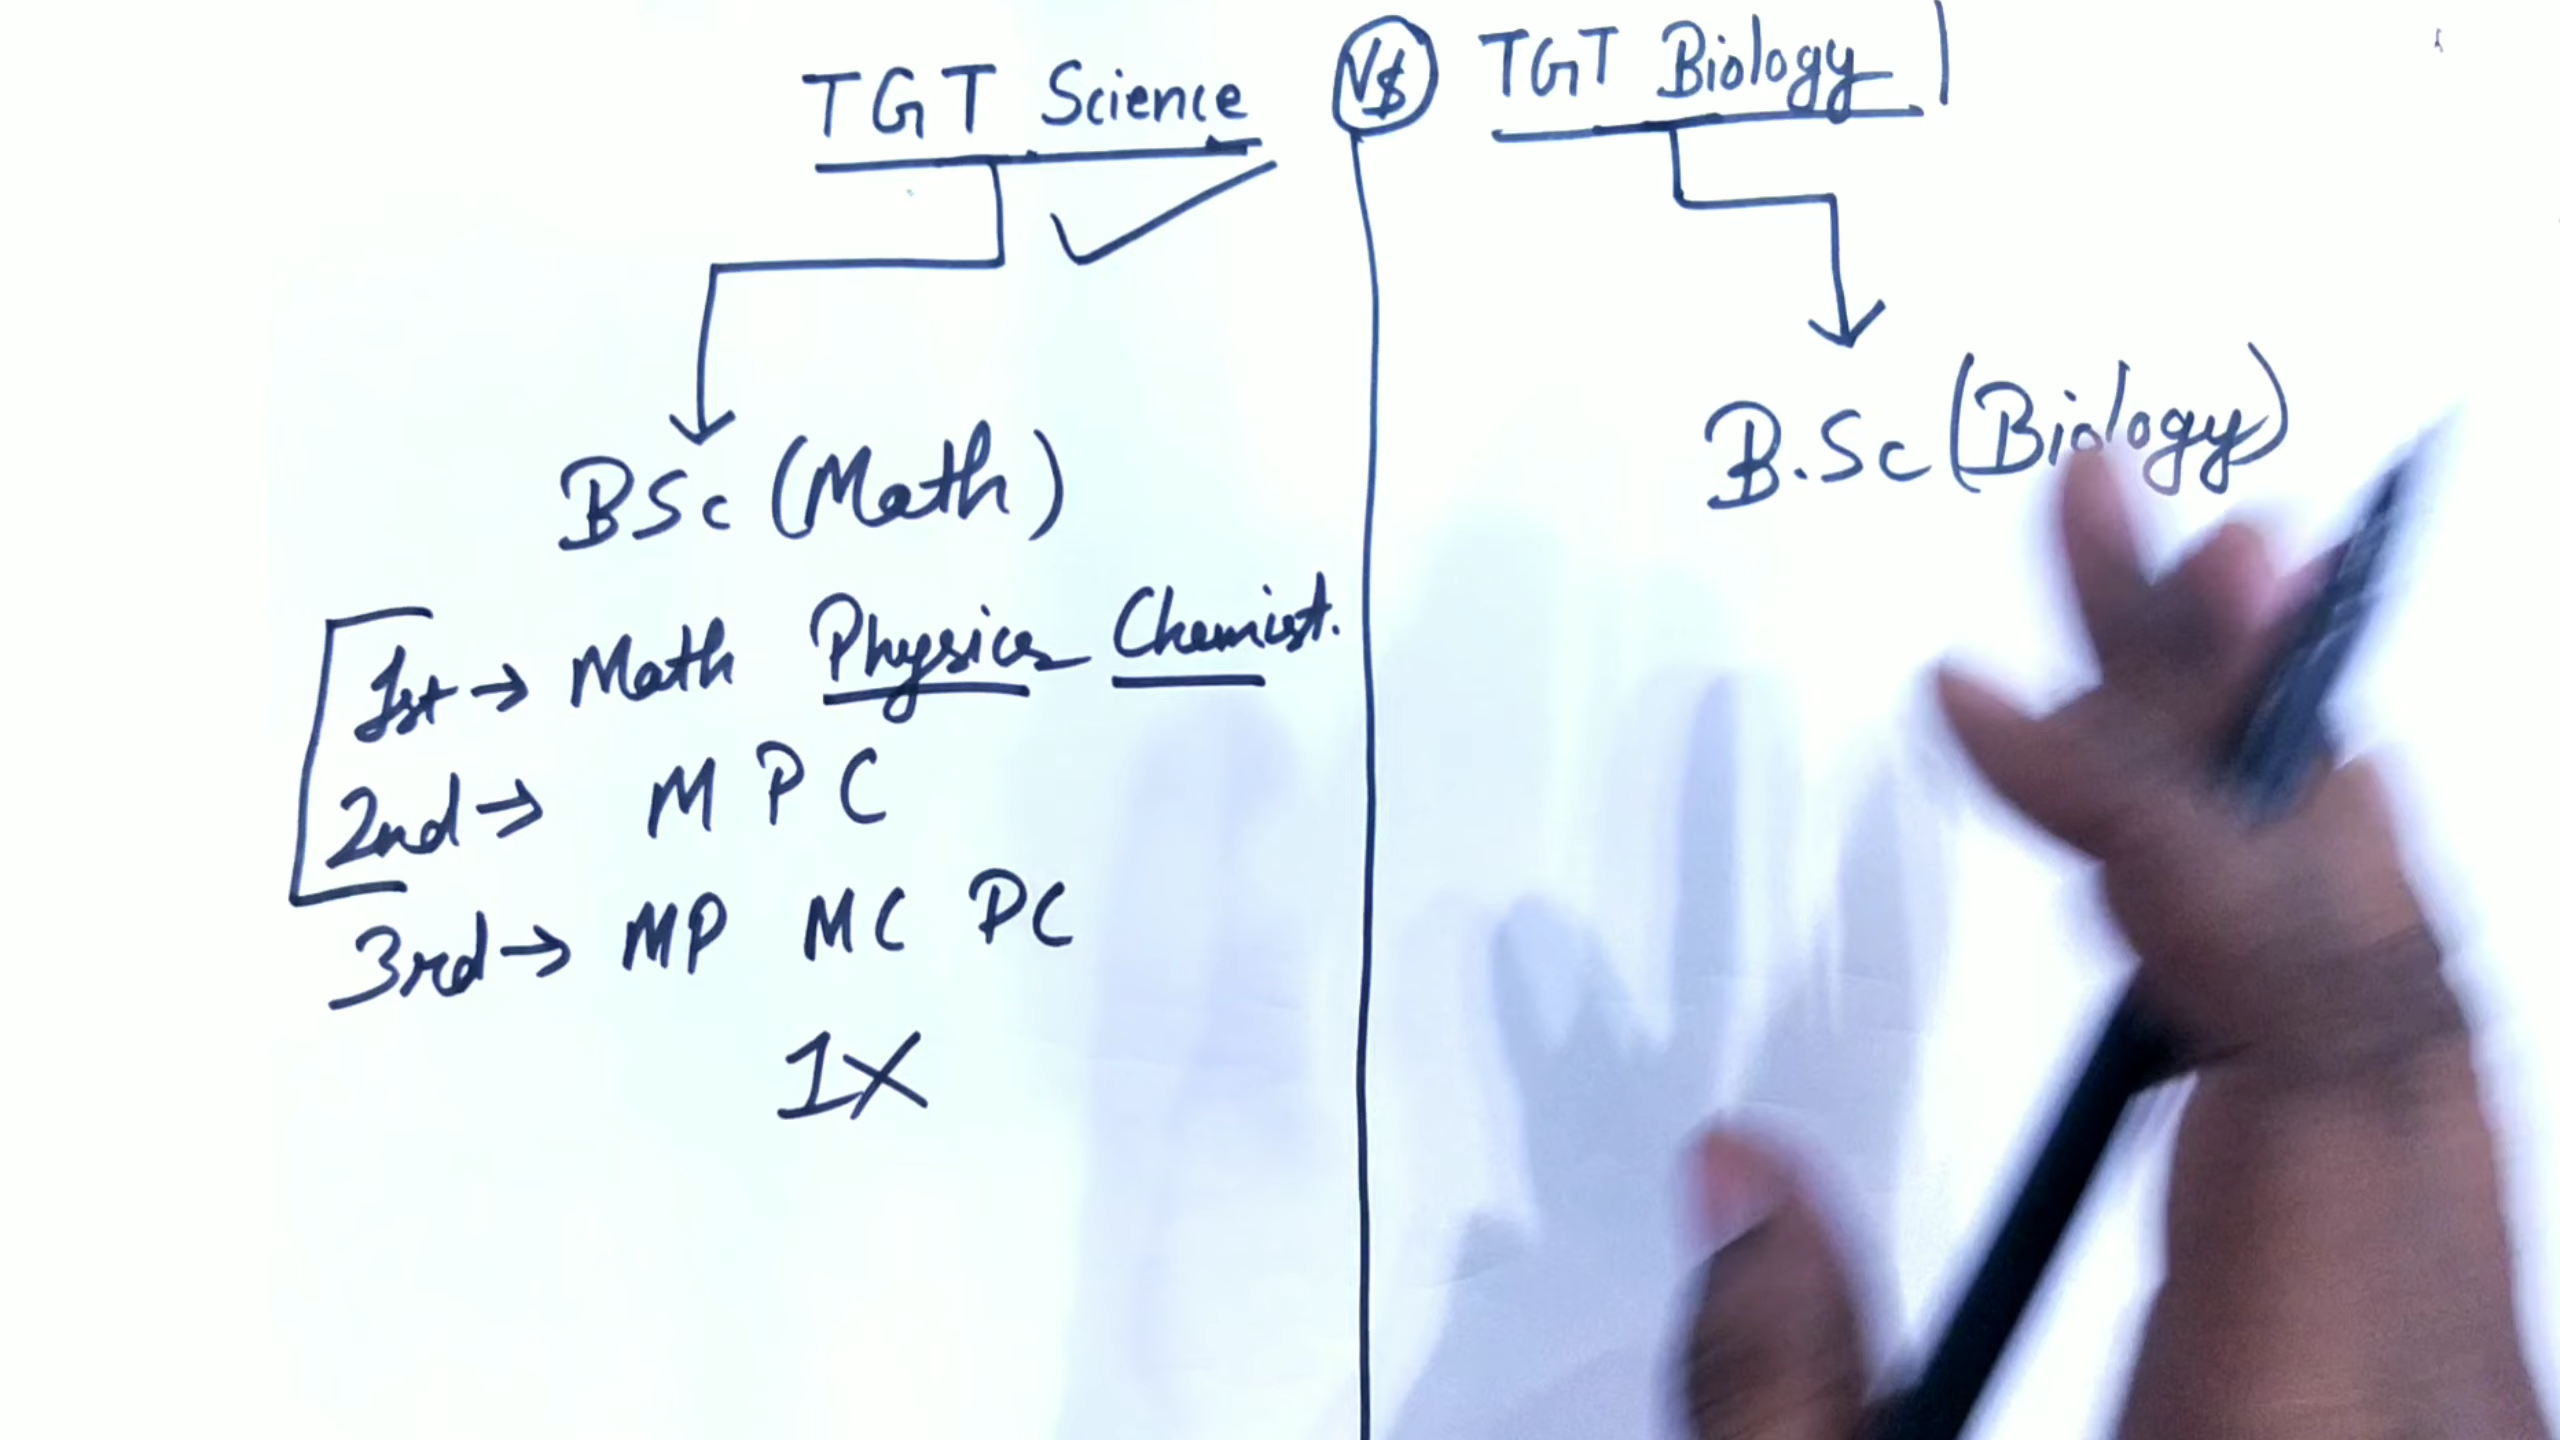 TGT Science VS TGT Biology
BSc (Math)
B.Sc (Biology)
1st → Math Physics Chemist.
2nd → M P C
3rd → MP MC PC
1X